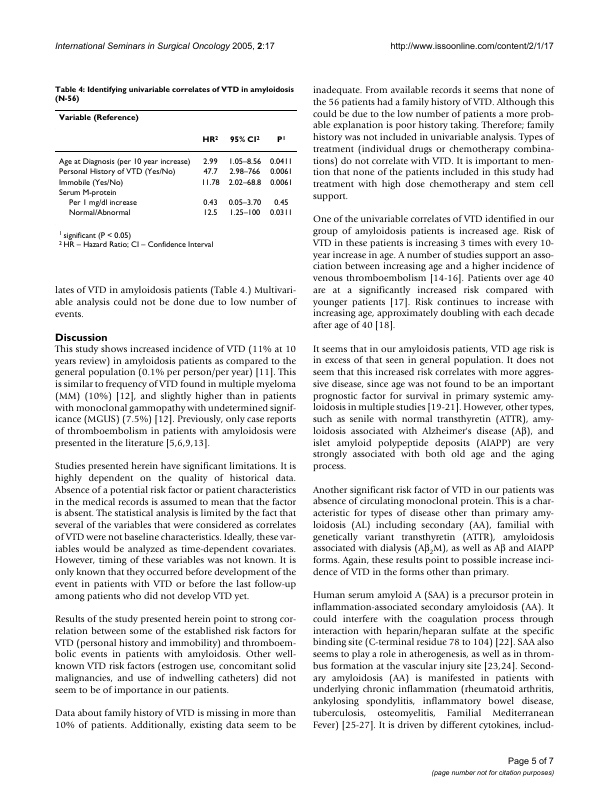 International Seminars in Surgical Oncology 2005, 2:17
http://www.issoonline.com/content/2/1/17
Table 4: Identifying univariable correlates of VTD in amyloidosis
(N-56)
Variable (Reference)
HR² 95% CI² P¹
Age at Diagnosis (per 10 year increase) 2.99 1.05–8.56 0.0411
Personal History of VTD (Yes/No) 47.7 2.98–766 0.0061
Immobile (Yes/No) 11.78 2.02–68.8 0.0061
Serum M-protein
Per 1 mg/dl increase 0.43 0.05–3.70 0.45
Normal/Abnormal 12.5 1.25–100 0.0311
¹ significant (P < 0.05)
² HR – Hazard Ratio; CI – Confidence Interval
lates of VTD in amyloidosis patients (Table 4.) Multivari-
able analysis could not be done due to low number of
events.
Discussion
This study shows increased incidence of VTD (11% at 10
years review) in amyloidosis patients as compared to the
general population (0.1% per person/per year) [11]. This
is similar to frequency of VTD found in multiple myeloma
(MM) (10%) [12], and slightly higher than in patients
with monoclonal gammopathy with undetermined signif-
icance (MGUS) (7.5%) [12]. Previously, only case reports
of thromboembolism in patients with amyloidosis were
presented in the literature [5,6,9,13].
Studies presented herein have significant limitations. It is
highly dependent on the quality of historical data.
Absence of a potential risk factor or patient characteristics
in the medical records is assumed to mean that the factor
is absent. The statistical analysis is limited by the fact that
several of the variables that were considered as correlates
of VTD were not baseline characteristics. Ideally, these var-
iables would be analyzed as time-dependent covariates.
However, timing of these variables was not known. It is
only known that they occurred before development of the
event in patients with VTD or before the last follow-up
among patients who did not develop VTD yet.
Results of the study presented herein point to strong cor-
relation between some of the established risk factors for
VTD (personal history and immobility) and thromboem-
bolic events in patients with amyloidosis. Other well-
known VTD risk factors (estrogen use, concomitant solid
malignancies, and use of indwelling catheters) did not
seem to be of importance in our patients.
Data about family history of VTD is missing in more than
10% of patients. Additionally, existing data seem to be
inadequate. From available records it seems that none of
the 56 patients had a family history of VTD. Although this
could be due to the low number of patients a more prob-
able explanation is poor history taking. Therefore; family
history was not included in univariable analysis. Types of
treatment (individual drugs or chemotherapy combina-
tions) do not correlate with VTD. It is important to men-
tion that none of the patients included in this study had
treatment with high dose chemotherapy and stem cell
support.
One of the univariable correlates of VTD identified in our
group of amyloidosis patients is increased age. Risk of
VTD in these patients is increasing 3 times with every 10-
year increase in age. A number of studies support an asso-
ciation between increasing age and a higher incidence of
venous thromboembolism [14-16]. Patients over age 40
are at a significantly increased risk compared with
younger patients [17]. Risk continues to increase with
increasing age, approximately doubling with each decade
after age of 40 [18].
It seems that in our amyloidosis patients, VTD age risk is
in excess of that seen in general population. It does not
seem that this increased risk correlates with more aggres-
sive disease, since age was not found to be an important
prognostic factor for survival in primary systemic amy-
loidosis in multiple studies [19-21]. However, other types,
such as senile with normal transthyretin (ATTR), amy-
loidosis associated with Alzheimer's disease (Aβ), and
islet amyloid polypeptide deposits (AIAPP) are very
strongly associated with both old age and the aging
process.
Another significant risk factor of VTD in our patients was
absence of circulating monoclonal protein. This is a char-
acteristic for types of disease other than primary amy-
loidosis (AL) including secondary (AA), familial with
genetically variant transthyretin (ATTR), amyloidosis
associated with dialysis (Aβ₂M), as well as Aβ and AIAPP
forms. Again, these results point to possible increase inci-
dence of VTD in the forms other than primary.
Human serum amyloid A (SAA) is a precursor protein in
inflammation-associated secondary amyloidosis (AA). It
could interfere with the coagulation process through
interaction with heparin/heparan sulfate at the specific
binding site (C-terminal residue 78 to 104) [22]. SAA also
seems to play a role in atherogenesis, as well as in throm-
bus formation at the vascular injury site [23,24]. Second-
ary amyloidosis (AA) is manifested in patients with
underlying chronic inflammation (rheumatoid arthritis,
ankylosing spondylitis, inflammatory bowel disease,
tuberculosis, osteomyelitis, Familial Mediterranean
Fever) [25-27]. It is driven by different cytokines, includ-
Page 5 of 7
(page number not for citation purposes)